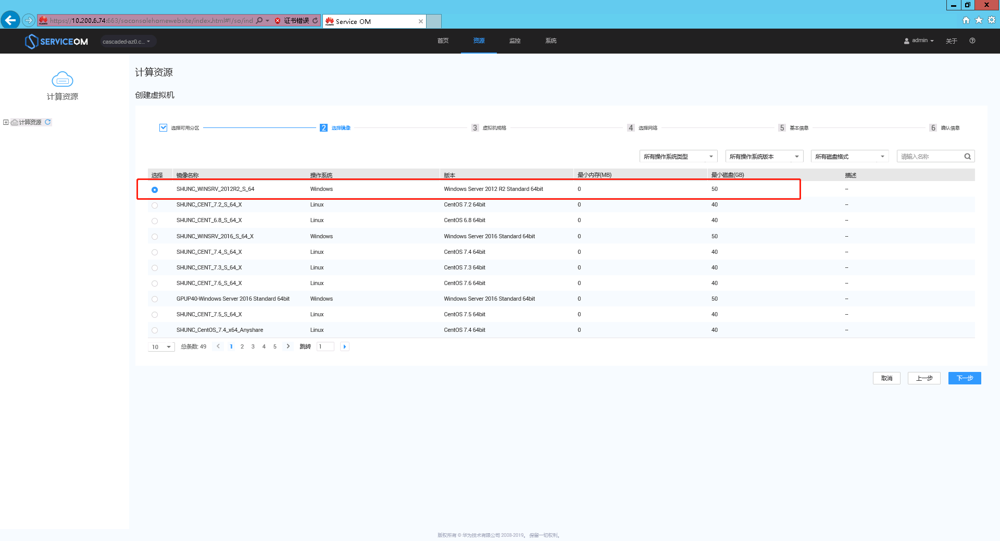 https://10.200.6.74:663/soconsolehomewebsite/index.html#!/so/ind 证书错误 Service OM
SERVICEOM cascaded-az0.c... 首页 资源 监控 系统 admin 关于
计算资源
计算资源
创建虚拟机
计算资源
选择可用分区 2 选择镜像 3 虚拟机规格 4 选择网络 5 基本信息 6 确认信息
所有操作系统类型 所有操作系统版本 所有磁盘格式 请输入名称
选择 镜像名称 操作系统 版本 最小内存(MB) 最小磁盘(GB) 描述
SHUNC_WINSRV_2012R2_S_64 Windows Windows Server 2012 R2 Standard 64bit 0 50 --
SHUNC_CENT_7.2_S_64_X Linux CentOS 7.2 64bit 0 40 --
SHUNC_CENT_6.8_S_64_X Linux CentOS 6.8 64bit 0 40 --
SHUNC_WINSRV_2016_S_64_X Windows Windows Server 2016 Standard 64bit 0 50 --
SHUNC_CENT_7.4_S_64_X Linux CentOS 7.4 64bit 0 40 --
SHUNC_CENT_7.3_S_64_X Linux CentOS 7.3 64bit 0 40 --
SHUNC_CENT_7.6_S_64_X Linux CentOS 7.6 64bit 0 40 --
GPUP40-Windows Server 2016 Standard 64bit Windows Windows Server 2016 Standard 64bit 0 50 --
SHUNC_CENT_7.5_S_64_X Linux CentOS 7.5 64bit 0 40 --
SHUNC_CentOS_7.4_x64_Anyshare Linux CentOS 7.4 64bit 0 40 --
10 总条数: 49 < 1 2 3 4 5 > 跳转 1
取消 上一步 下一步
版权所有 © 华为技术有限公司 2008-2019。 保留一切权利。